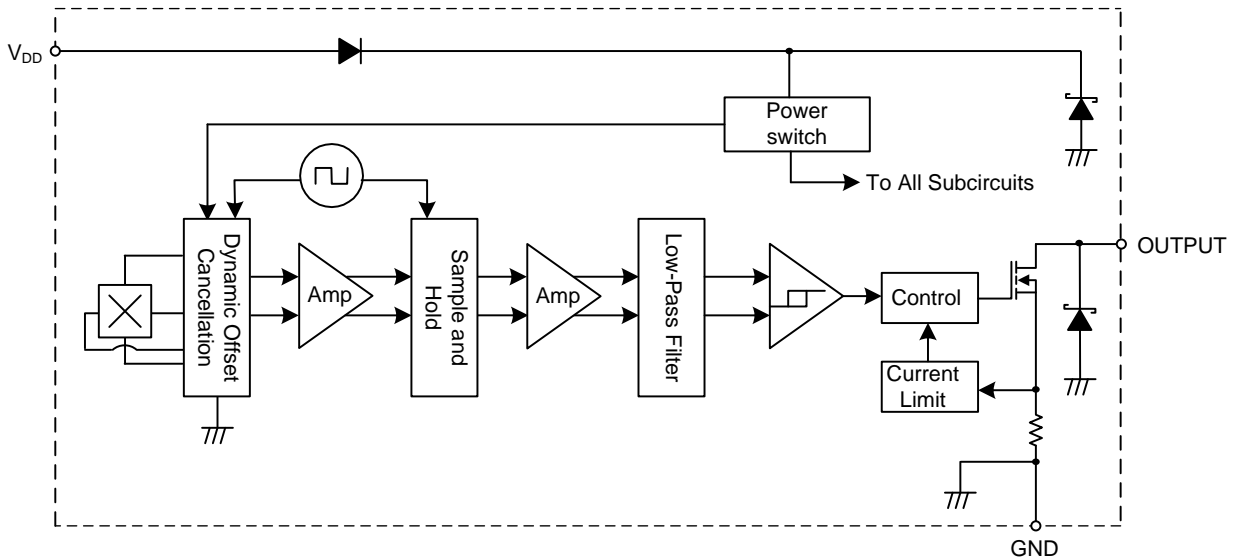 V_DD
Power
switch
To All Subcircuits
Dynamic Offset
Cancellation
Amp
Sample and
Hold
Amp
Low-Pass Filter
Control
Current
Limit
OUTPUT
GND